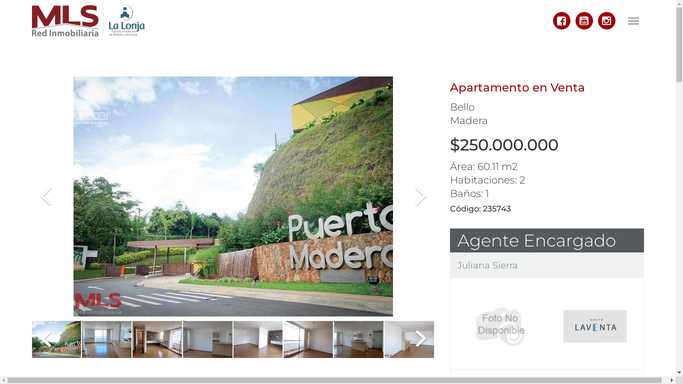 MLS
Red Inmobiliaria
La Lonja
Apartamento en Venta
Bello
Madera
$250.000.000
Área: 60.11 m2
Habitaciones: 2
Baños: 1
Código: 235743
Puerto
Madero
MLS
Agente Encargado
Juliana Sierra
Foto No
Disponible
LAVENTA